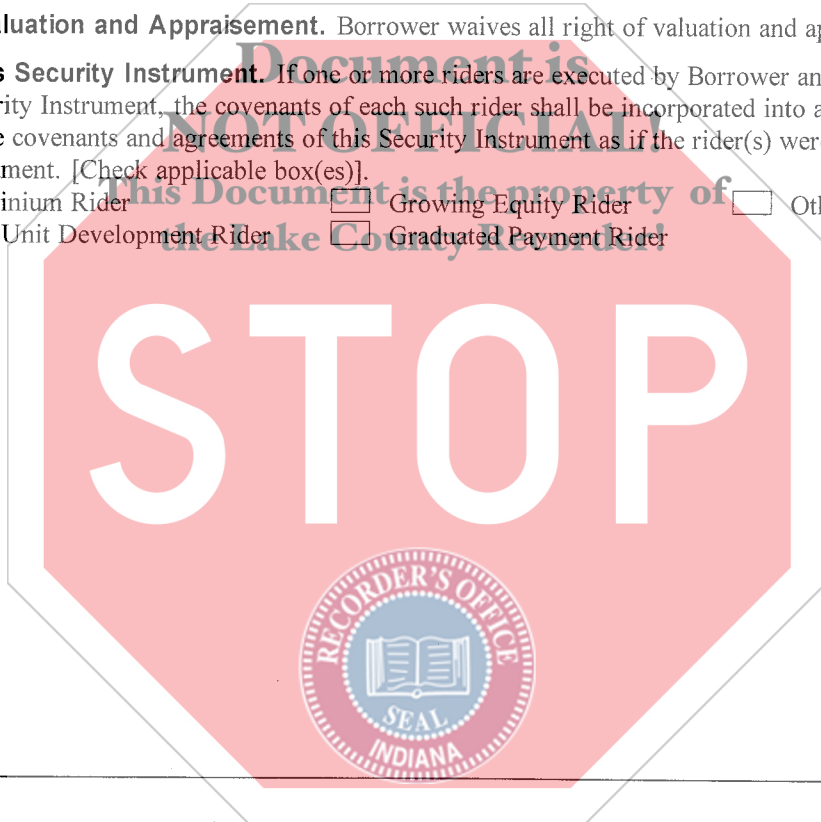 luation and Appraisement. Borrower waives all right of valuation and ap
Document is
s Security Instrument. If one or more riders are executed by Borrower an
rity Instrument, the covenants of each such rider shall be incorporated into a
NOT OFFICIAL!
e covenants and agreements of this Security Instrument as if the rider(s) were
ment. [Check applicable box(es)].
This Document is the property of
inium Rider Growing Equity Rider Oth
the Lake County Recorder!
Unit Development Rider Graduated Payment Rider
STOP
RECORDER'S OFFICE
SEAL
INDIANA